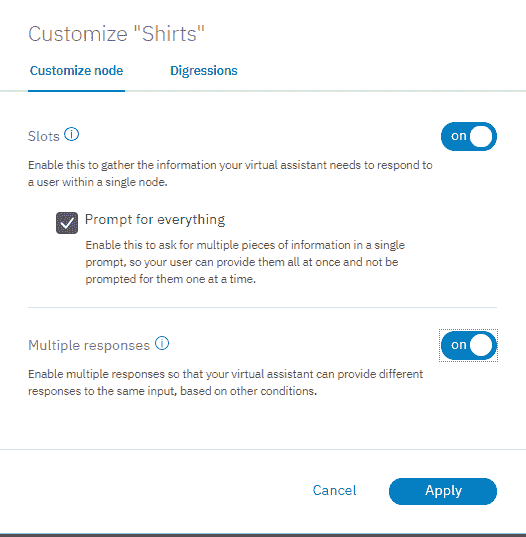 Customize "Shirts"
Customize node
Digressions
Slots
on
Enable this to gather the information your virtual assistant needs to respond to
a user within a single node.
Prompt for everything
Enable this to ask for multiple pieces of information in a single
prompt, so your user can provide them all at once and not be
prompted for them one at a time.
Multiple responses
on
Enable multiple responses so that your virtual assistant can provide different
responses to the same input, based on other conditions.
Cancel
Apply